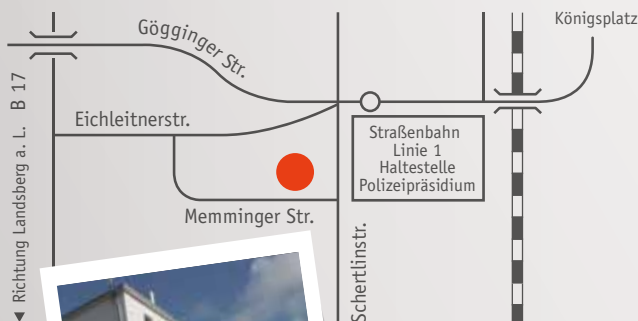 Königsplatz
Gögginger Str.
Eichleitnerstr.
Straßenbahn
Linie 1
Haltestelle
Polizeipräsidium
Memminger Str.
Schertlinstr.
◄ Richtung Landsberg a. L. B 17